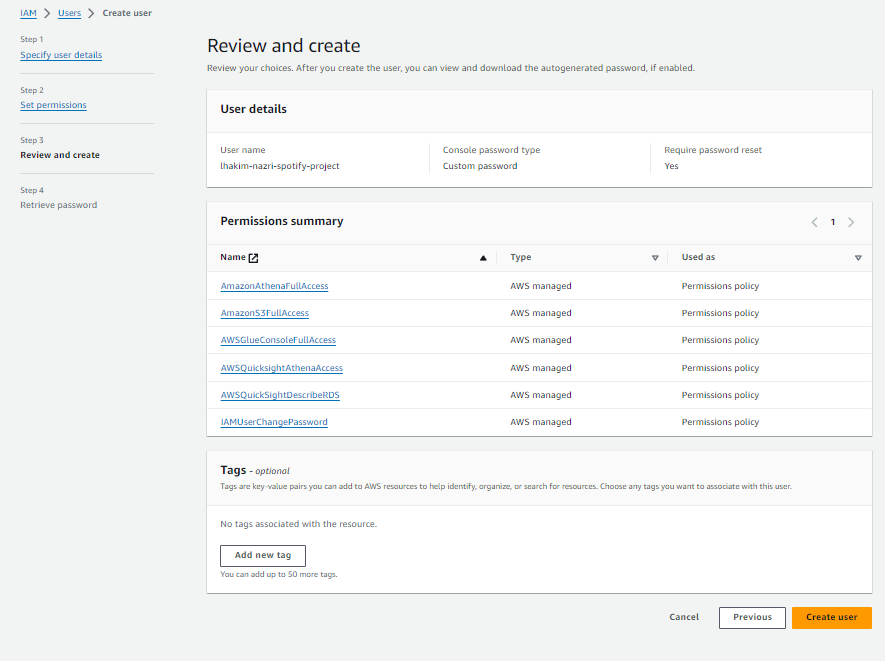 IAM > Users > Create user
Step 1
Specify user details
Step 2
Set permissions
Step 3
Review and create
Step 4
Retrieve password
Review and create
Review your choices. After you create the user, you can view and download the autogenerated password, if enabled.
User details
User name Console password type Require password reset
lhakim-nazri-spotify-project Custom password Yes
Permissions summary < 1 >
Name Type Used as
AmazonAthenaFullAccess AWS managed Permissions policy
AmazonS3FullAccess AWS managed Permissions policy
AWSGlueConsoleFullAccess AWS managed Permissions policy
AWSQuicksightAthenaAccess AWS managed Permissions policy
AWSQuickSightDescribeRDS AWS managed Permissions policy
IAMUserChangePassword AWS managed Permissions policy
Tags - optional
Tags are key-value pairs you can add to AWS resources to help identify, organize, or search for resources. Choose any tags you want to associate with this user.
No tags associated with the resource.
Add new tag
You can add up to 50 more tags.
Cancel Previous Create user